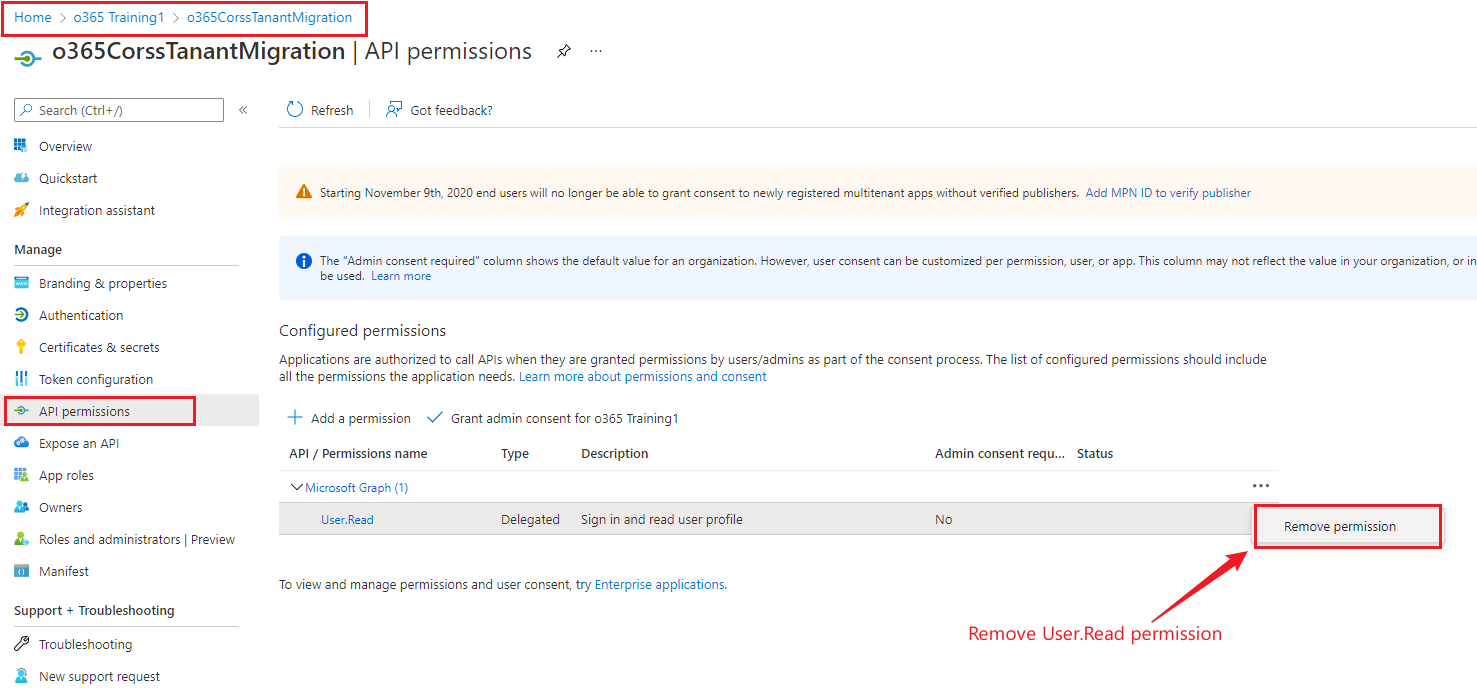 Home > o365 Training1 > o365CorssTanantMigration
o365CorssTanantMigration | API permissions
Search (Ctrl+/)
Overview
Quickstart
Integration assistant
Manage
Branding & properties
Authentication
Certificates & secrets
Token configuration
API permissions
Expose an API
App roles
Owners
Roles and administrators | Preview
Manifest
Support + Troubleshooting
Troubleshooting
New support request
Refresh
Got feedback?
Starting November 9th, 2020 end users will no longer be able to grant consent to newly registered multitenant apps without verified publishers. Add MPN ID to verify publisher
The "Admin consent required" column shows the default value for an organization. However, user consent can be customized per permission, user, or app. This column may not reflect the value in your organization, or in
be used. Learn more
Configured permissions
Applications are authorized to call APIs when they are granted permissions by users/admins as part of the consent process. The list of configured permissions should include
all the permissions the application needs. Learn more about permissions and consent
Add a permission Grant admin consent for o365 Training1
API / Permissions name Type Description Admin consent requ... Status
Microsoft Graph (1)
User.Read Delegated Sign in and read user profile No
Remove permission
To view and manage permissions and user consent, try Enterprise applications.
Remove User.Read permission